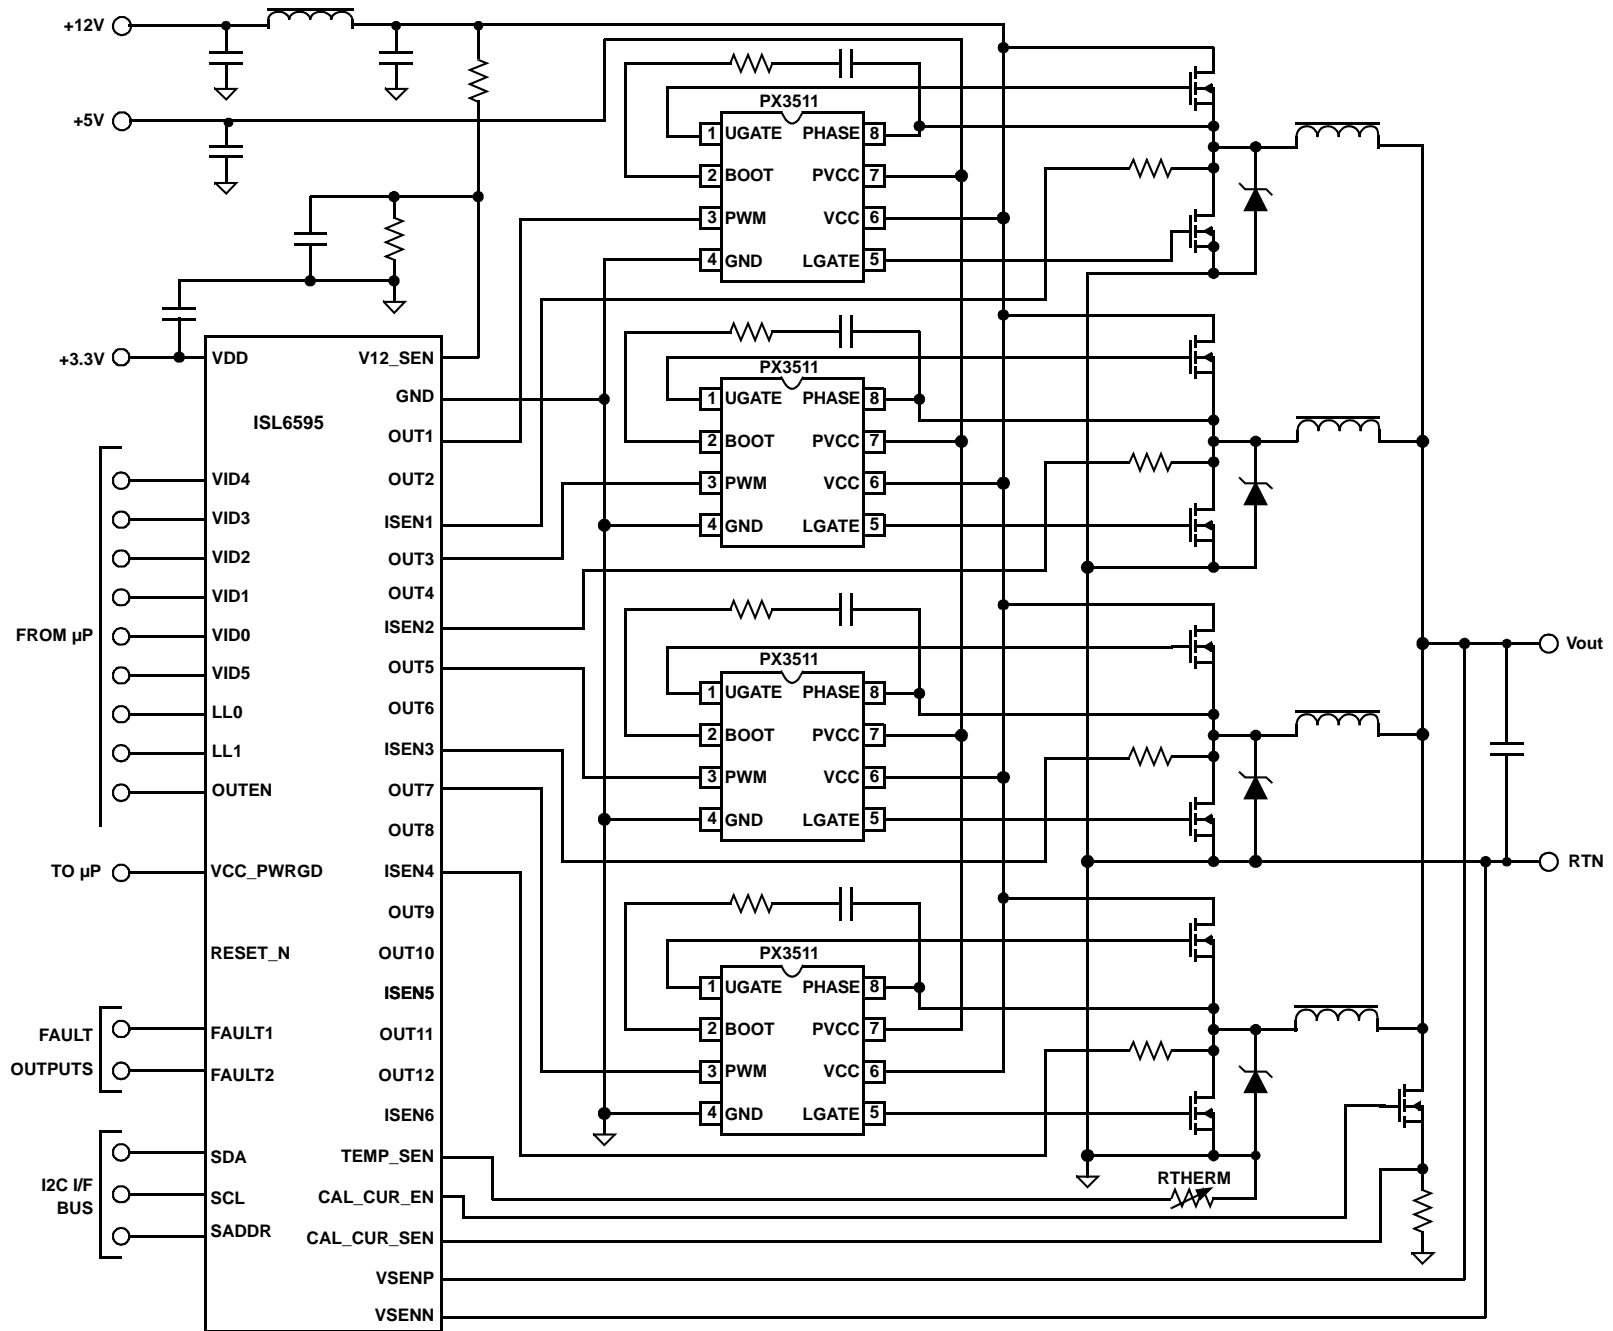 +12V
+5V
+3.3V
VDD
V12_SEN
GND
ISL6595
OUT1
VID4
OUT2
VID3
ISEN1
VID2
OUT3
VID1
OUT4
FROM µP
VID0
ISEN2
VID5
OUT5
LL0
OUT6
LL1
ISEN3
OUTEN
OUT7
OUT8
TO µP
VCC_PWRGD
ISEN4
OUT9
RESET_N
OUT10
ISEN5
FAULT
OUTPUTS
FAULT1
OUT11
FAULT2
OUT12
ISEN6
I2C I/F
BUS
SDA
TEMP_SEN
SCL
CAL_CUR_EN
SADDR
CAL_CUR_SEN
VSENP
VSENN
PX3511
1 UGATE PHASE 8
2 BOOT PVCC 7
3 PWM VCC 6
4 GND LGATE 5
PX3511
1 UGATE PHASE 8
2 BOOT PVCC 7
3 PWM VCC 6
4 GND LGATE 5
PX3511
1 UGATE PHASE 8
2 BOOT PVCC 7
3 PWM VCC 6
4 GND LGATE 5
PX3511
1 UGATE PHASE 8
2 BOOT PVCC 7
3 PWM VCC 6
4 GND LGATE 5
RTHERM
Vout
RTN